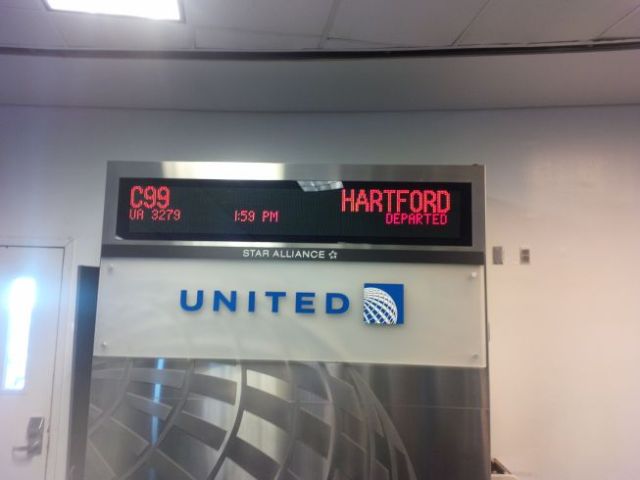 C99 HARTFORD
UA 3279 1:59 PM DEPARTED
STAR ALLIANCE
UNITED